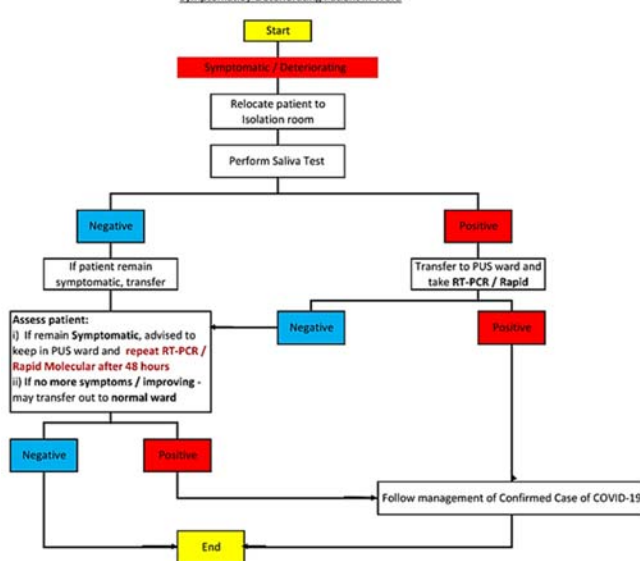 Start
Symptomatic / Deteriorating
Relocate patient to
Isolation room
Perform Saliva Test
Negative
Positive
If patient remain
symptomatic, transfer
Transfer to PUS ward and
take RT-PCR / Rapid
Assess patient:
i) If remain Symptomatic, advised to
keep in PUS ward and repeat RT-PCR /
Rapid Molecular after 48 hours
ii) If no more symptoms / improving -
may transfer out to normal ward
Negative
Positive
Negative
Positive
Follow management of Confirmed Case of COVID-19
End